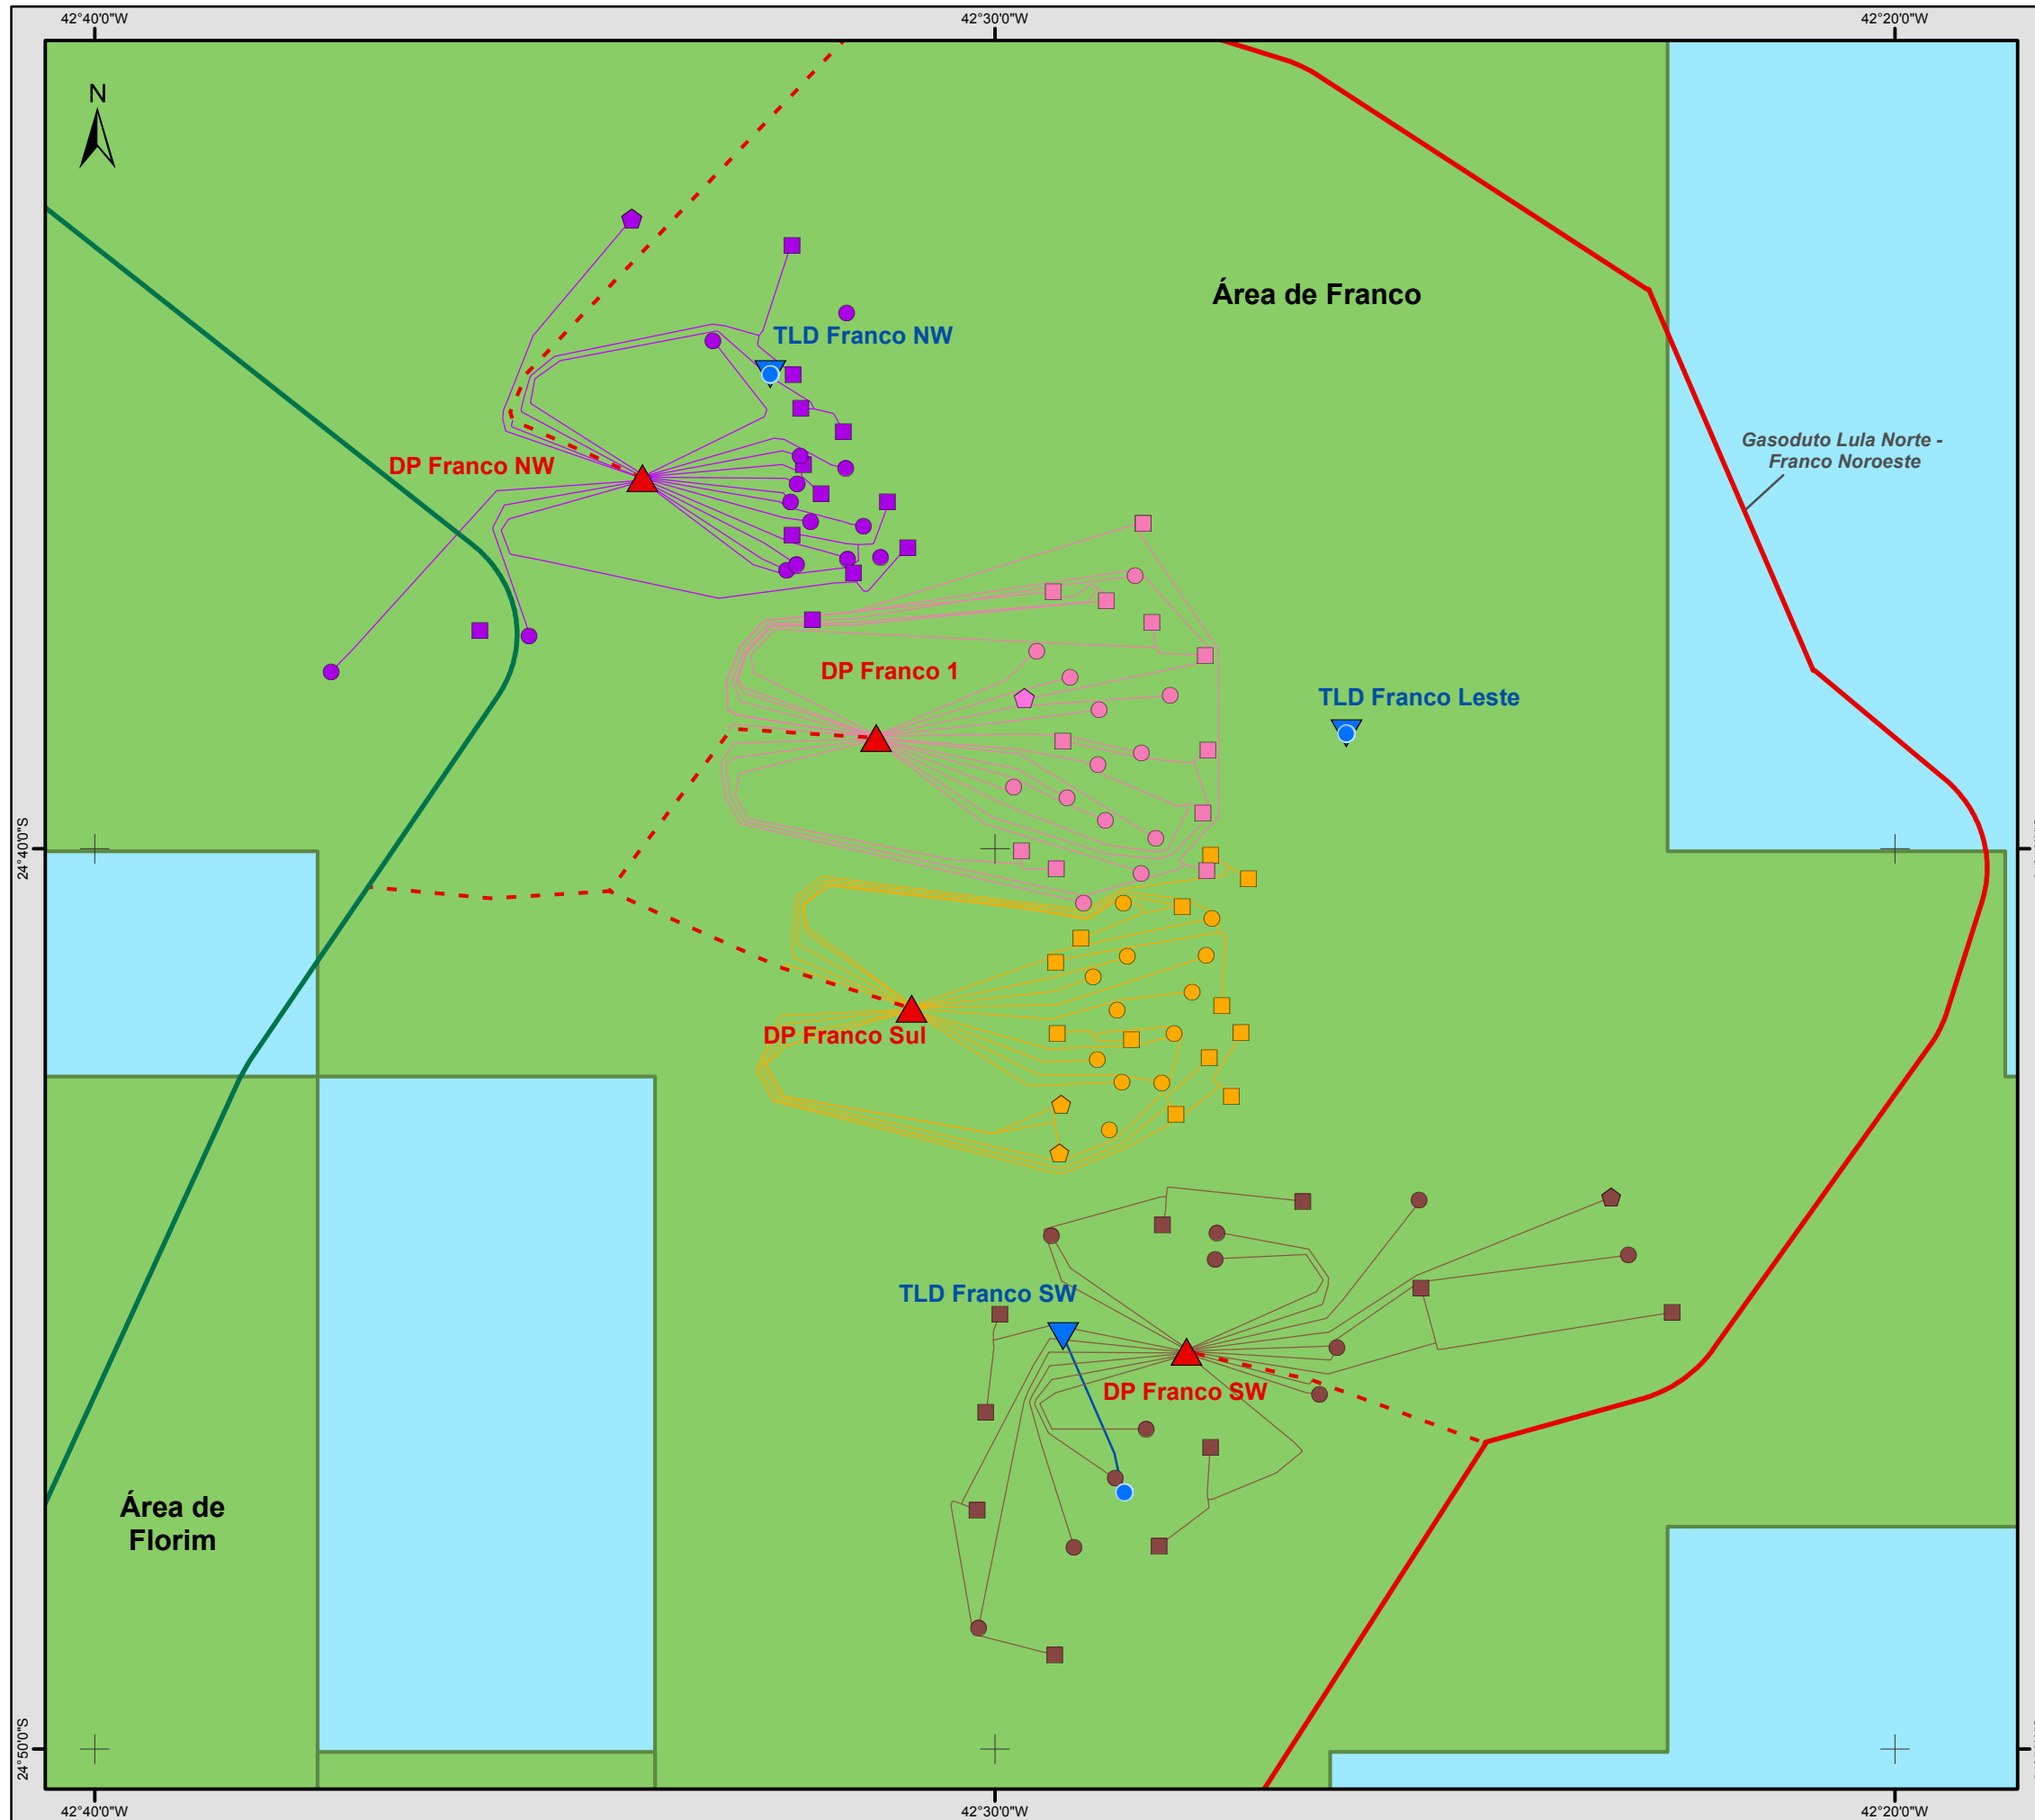 42°40'0"W
42°30'0"W
42°20'0"W
N
Área de Franco
TLD Franco NW
Gasoduto Lula Norte -
Franco Noroeste
DP Franco NW
DP Franco 1
TLD Franco Leste
24°40'0"S
DP Franco Sul
TLD Franco SW
DP Franco SW
Área de
Florim
24°50'0"S
42°40'0"W
42°30'0"W
42°20'0"W